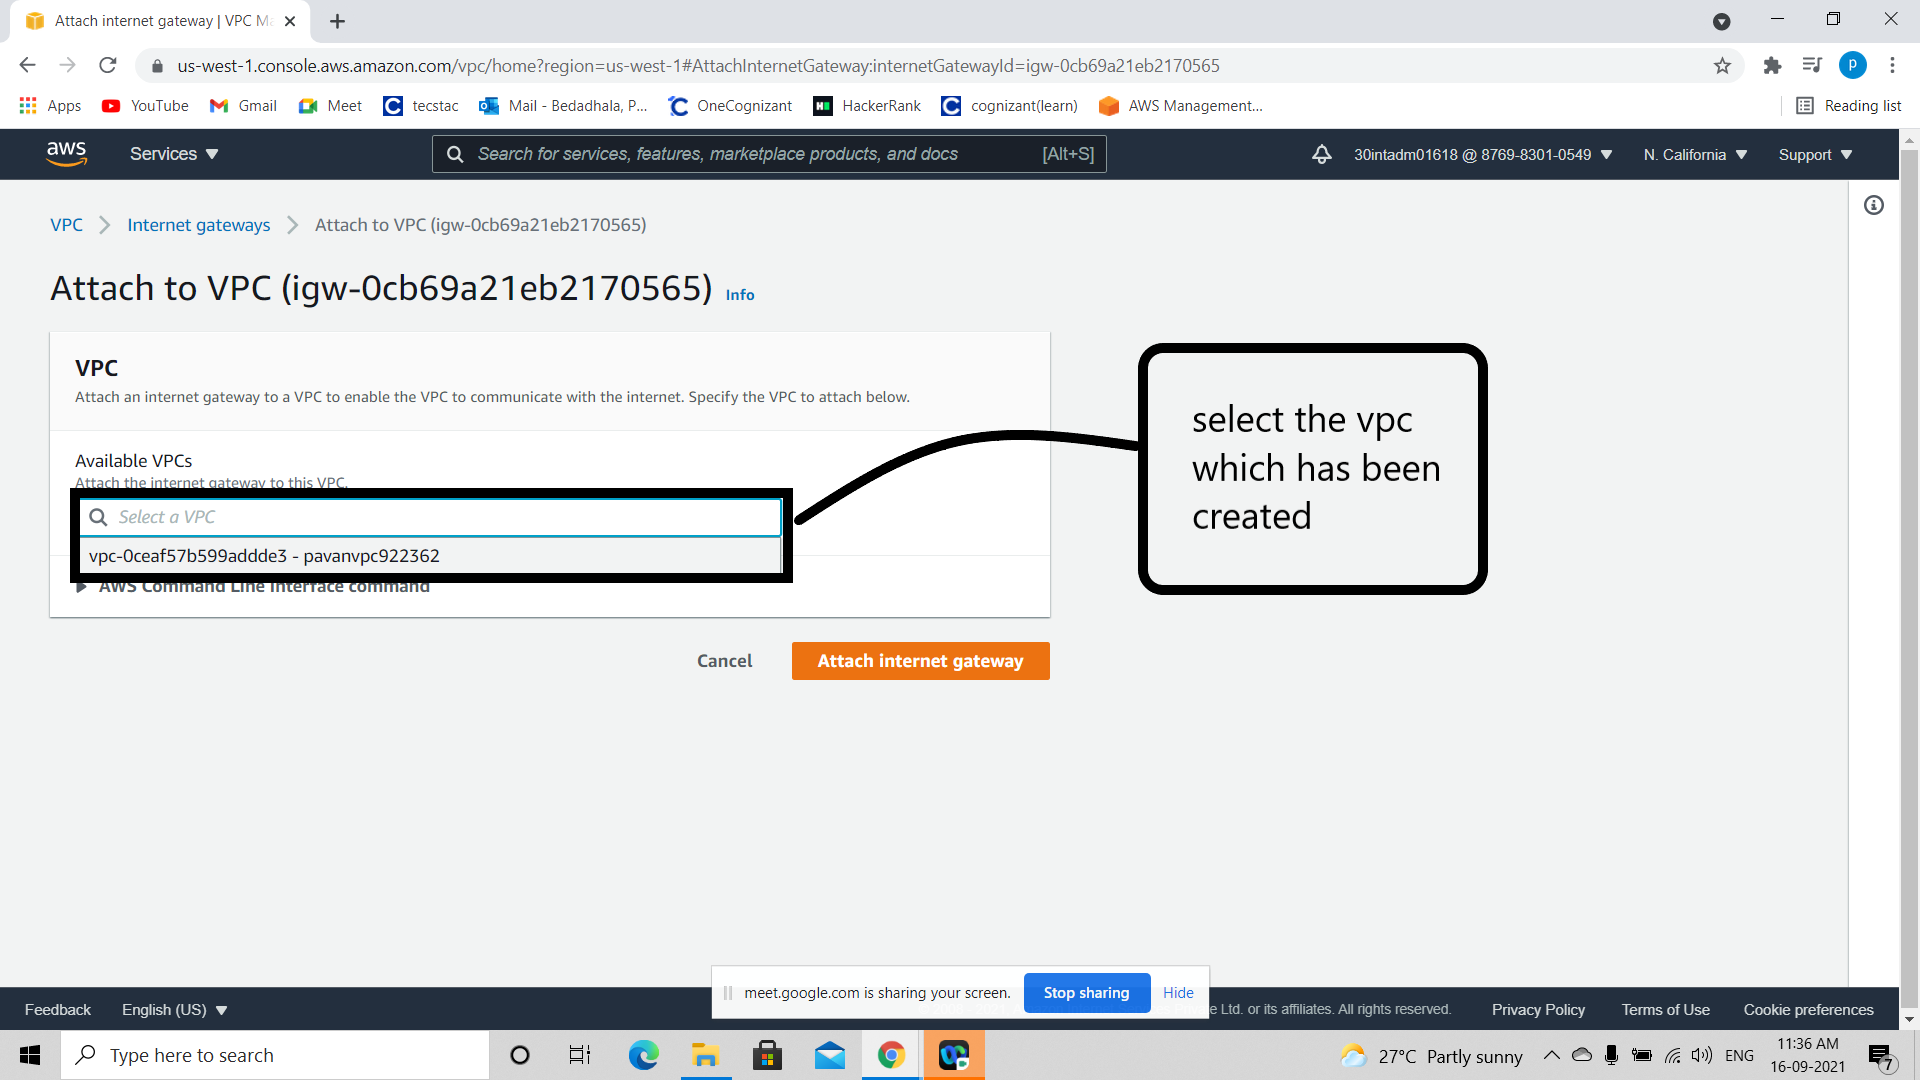 Attach internet gateway | VPC Ma
us-west-1.console.aws.amazon.com/vpc/home?region=us-west-1#AttachInternetGateway:internetGatewayId=igw-0cb69a21eb2170565
p
Apps YouTube Gmail Meet tecstac Mail - Bedadhala, P... OneCognizant HackerRank cognizant(learn) AWS Management... Reading list
aws Services Search for services, features, marketplace products, and docs [Alt+S] 30intadm01618 @ 8769-8301-0549 N. California Support
VPC Internet gateways Attach to VPC (igw-0cb69a21eb2170565)
Attach to VPC (igw-0cb69a21eb2170565) Info
VPC
Attach an internet gateway to a VPC to enable the VPC to communicate with the internet. Specify the VPC to attach below.
Available VPCs
Attach the internet gateway to this VPC.
Select a VPC
vpc-0ceaf57b599addde3 - pavanvpc922362
AWS Command Line Interface command
Cancel Attach internet gateway
select the vpc
which has been
created
meet.google.com is sharing your screen. Stop sharing Hide
Feedback English (US) e Ltd. or its affiliates. All rights reserved. Privacy Policy Terms of Use Cookie preferences
Type here to search 27°C Partly sunny ENG 11:36 AM
16-09-2021 7